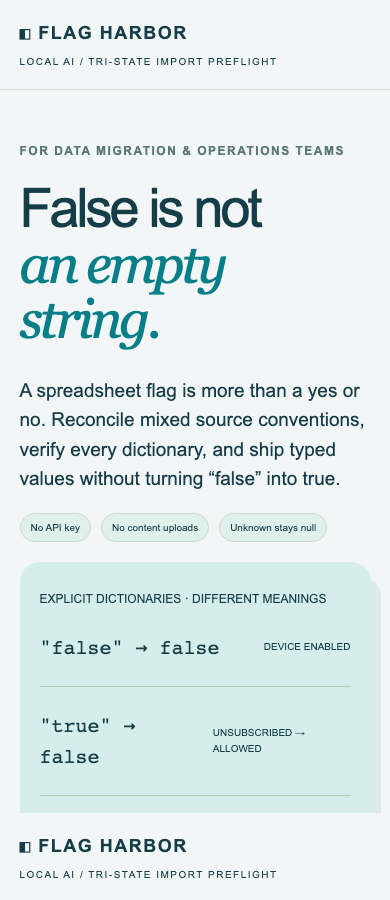 FLAG HARBOR
LOCAL AI / TRI-STATE IMPORT PREFLIGHT
FOR DATA MIGRATION & OPERATIONS TEAMS
False is not
an empty
string.
A spreadsheet flag is more than a yes or
no. Reconcile mixed source conventions,
verify every dictionary, and ship typed
values without turning “false” into true.
No API key
No content uploads
Unknown stays null
EXPLICIT DICTIONARIES · DIFFERENT MEANINGS
"false" → false
DEVICE ENABLED
"true" →
false
UNSUBSCRIBED →
ALLOWED
FLAG HARBOR
LOCAL AI / TRI-STATE IMPORT PREFLIGHT